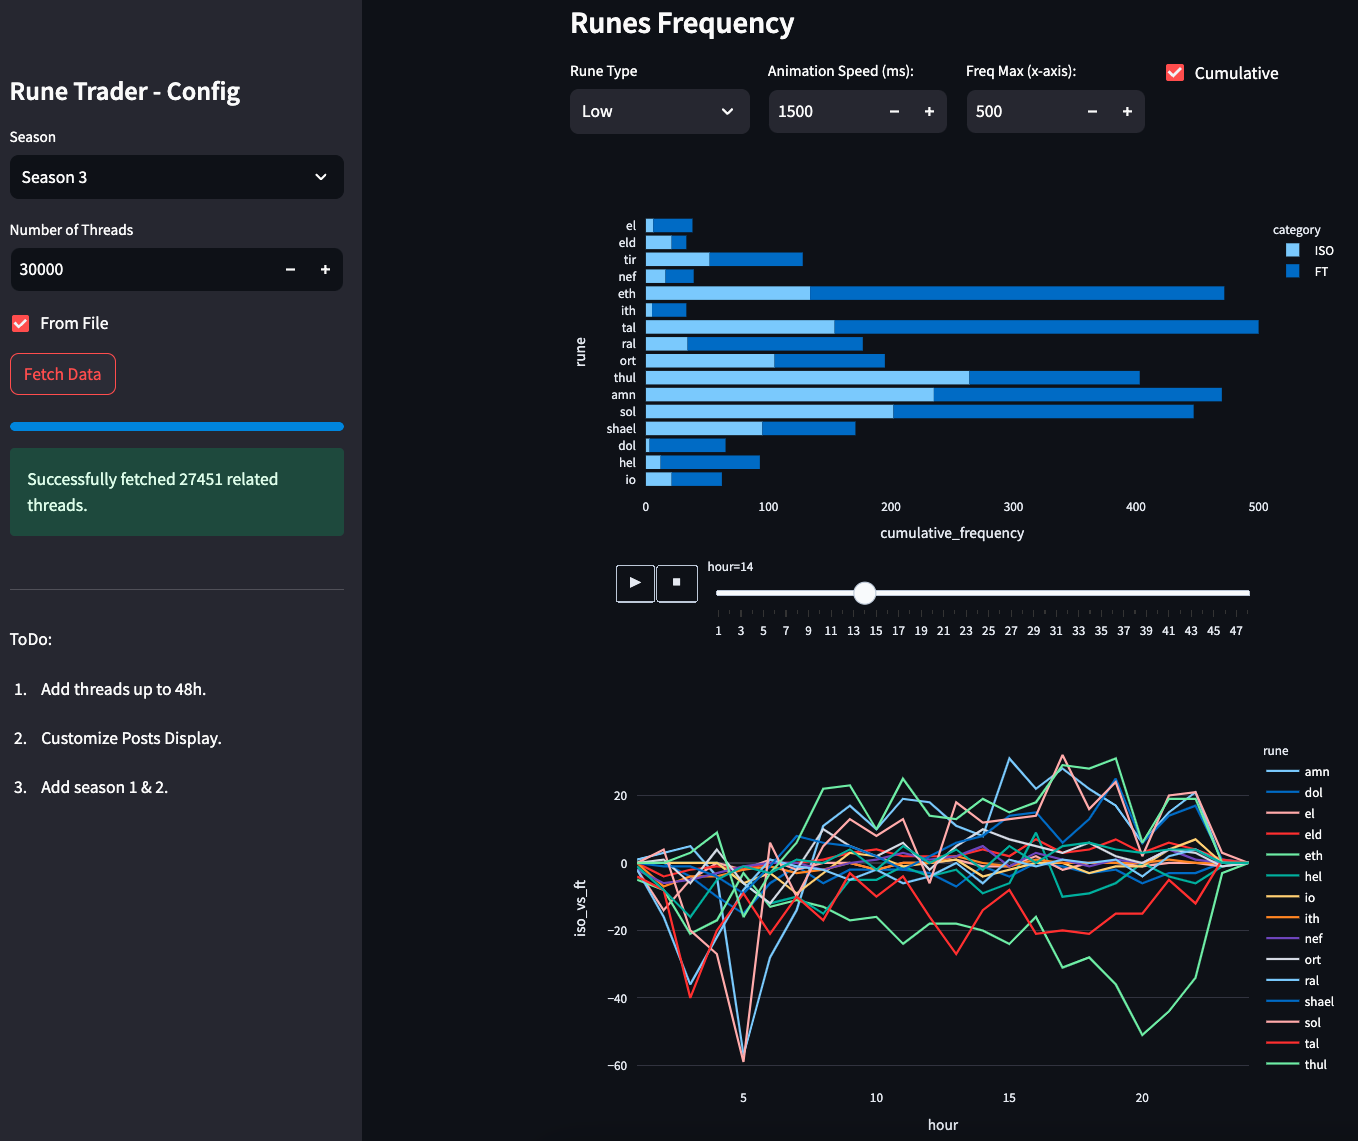 Rune Trader - Config
Season
Season 3
Number of Threads
30000
From File
Fetch Data
Successfully fetched 27451 related
threads.
ToDo:
1. Add threads up to 48h.
2. Customize Posts Display.
3. Add season 1 & 2.
Runes Frequency
Rune Type
Animation Speed (ms):
Freq Max (x-axis):
Cumulative
Low
1500
500
category
ISO
FT
rune
el
eld
tir
nef
eth
ith
tal
ral
ort
thul
amn
sol
shael
dol
hel
io
0 100 200 300 400 500
cumulative_frequency
hour=14
1 3 5 7 9 11 13 15 17 19 21 23 25 27 29 31 33 35 37 39 41 43 45 47
iso_vs_ft
20
0
−20
−40
−60
5 10 15 20
hour
rune
amn
dol
el
eld
eth
hel
io
ith
nef
ort
ral
shael
sol
tal
thul